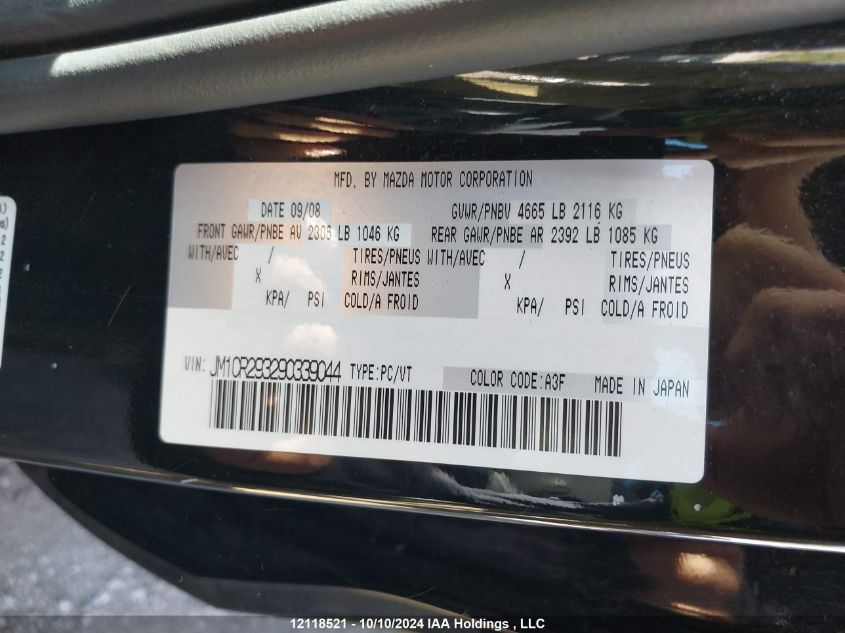 MFD. BY MAZDA MOTOR CORPORATION
DATE 09/08 GVWR/PNBV 4665 LB 2116 KG
FRONT GAWR/PNBE AV 2306 LB 1046 KG REAR GAWR/PNBE AR 2392 LB 1085 KG
WITH/AVEC / TIRES/PNEUS WITH/AVEC / TIRES/PNEUS
X RIMS/JANTES X RIMS/JANTES
KPA/ PSI COLD/A FROID KPA/ PSI COLD/A FROID
VIN: JM1CR293290339044 TYPE:PC/VT COLOR CODE:A3F MADE IN JAPAN
12118521 - 10/10/2024 IAA Holdings , LLC